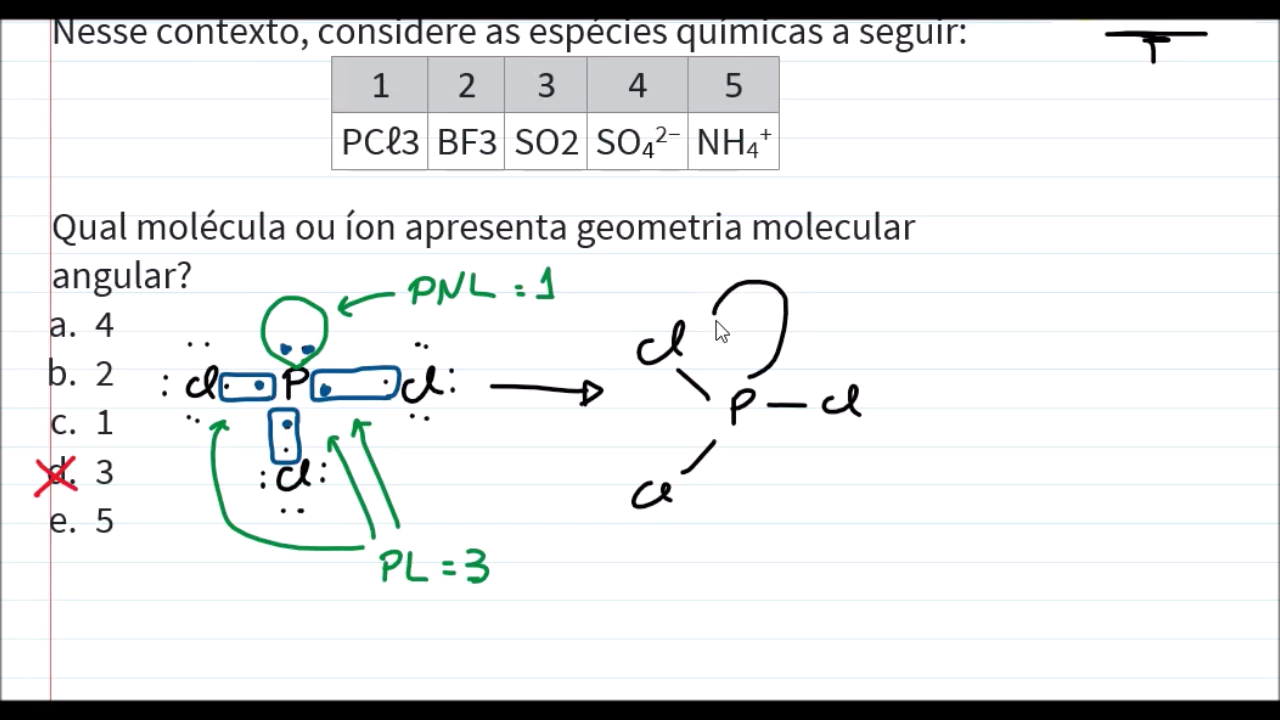 Nesse contexto, considere as espécies químicas a seguir:
1 2 3 4 5
PCℓ3 BF3 SO2 SO₄²⁻ NH₄⁺
Qual molécula ou íon apresenta geometria molecular
angular?
a. 4
b. 2
c. 1
d. 3
e. 5
PNL = 1
:Cl P Cl:
:Cl:
PL = 3
Cl
P — Cl
Cl